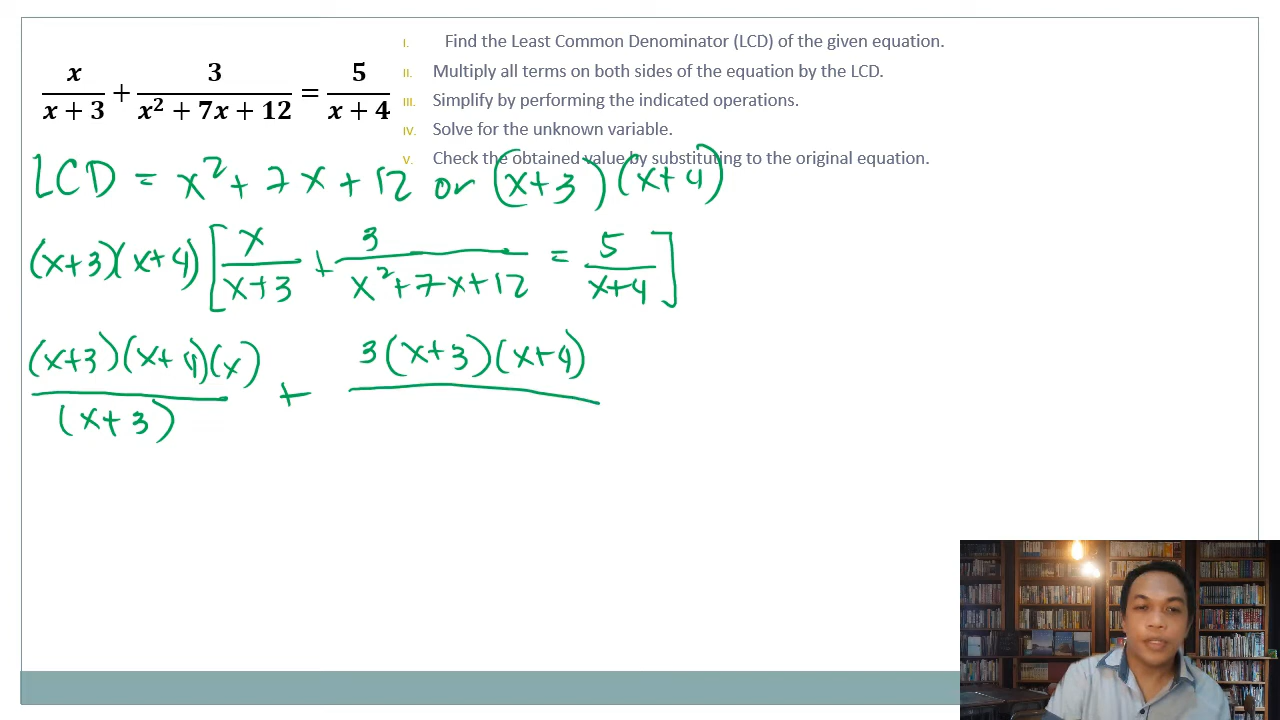 x/(x + 3) + 3/(x² + 7x + 12) = 5/(x + 4)
I. Find the Least Common Denominator (LCD) of the given equation.
II. Multiply all terms on both sides of the equation by the LCD.
III. Simplify by performing the indicated operations.
IV. Solve for the unknown variable.
V. Check the obtained value by substituting to the original equation.
LCD = x² + 7x + 12 or (x+3)(x+4)
(x+3)(x+4)[x/(x+3) + 3/(x²+7x+12) = 5/(x+4)]
(x+3)(x+4)(x)/(x+3) + 3(x+3)(x+4)/